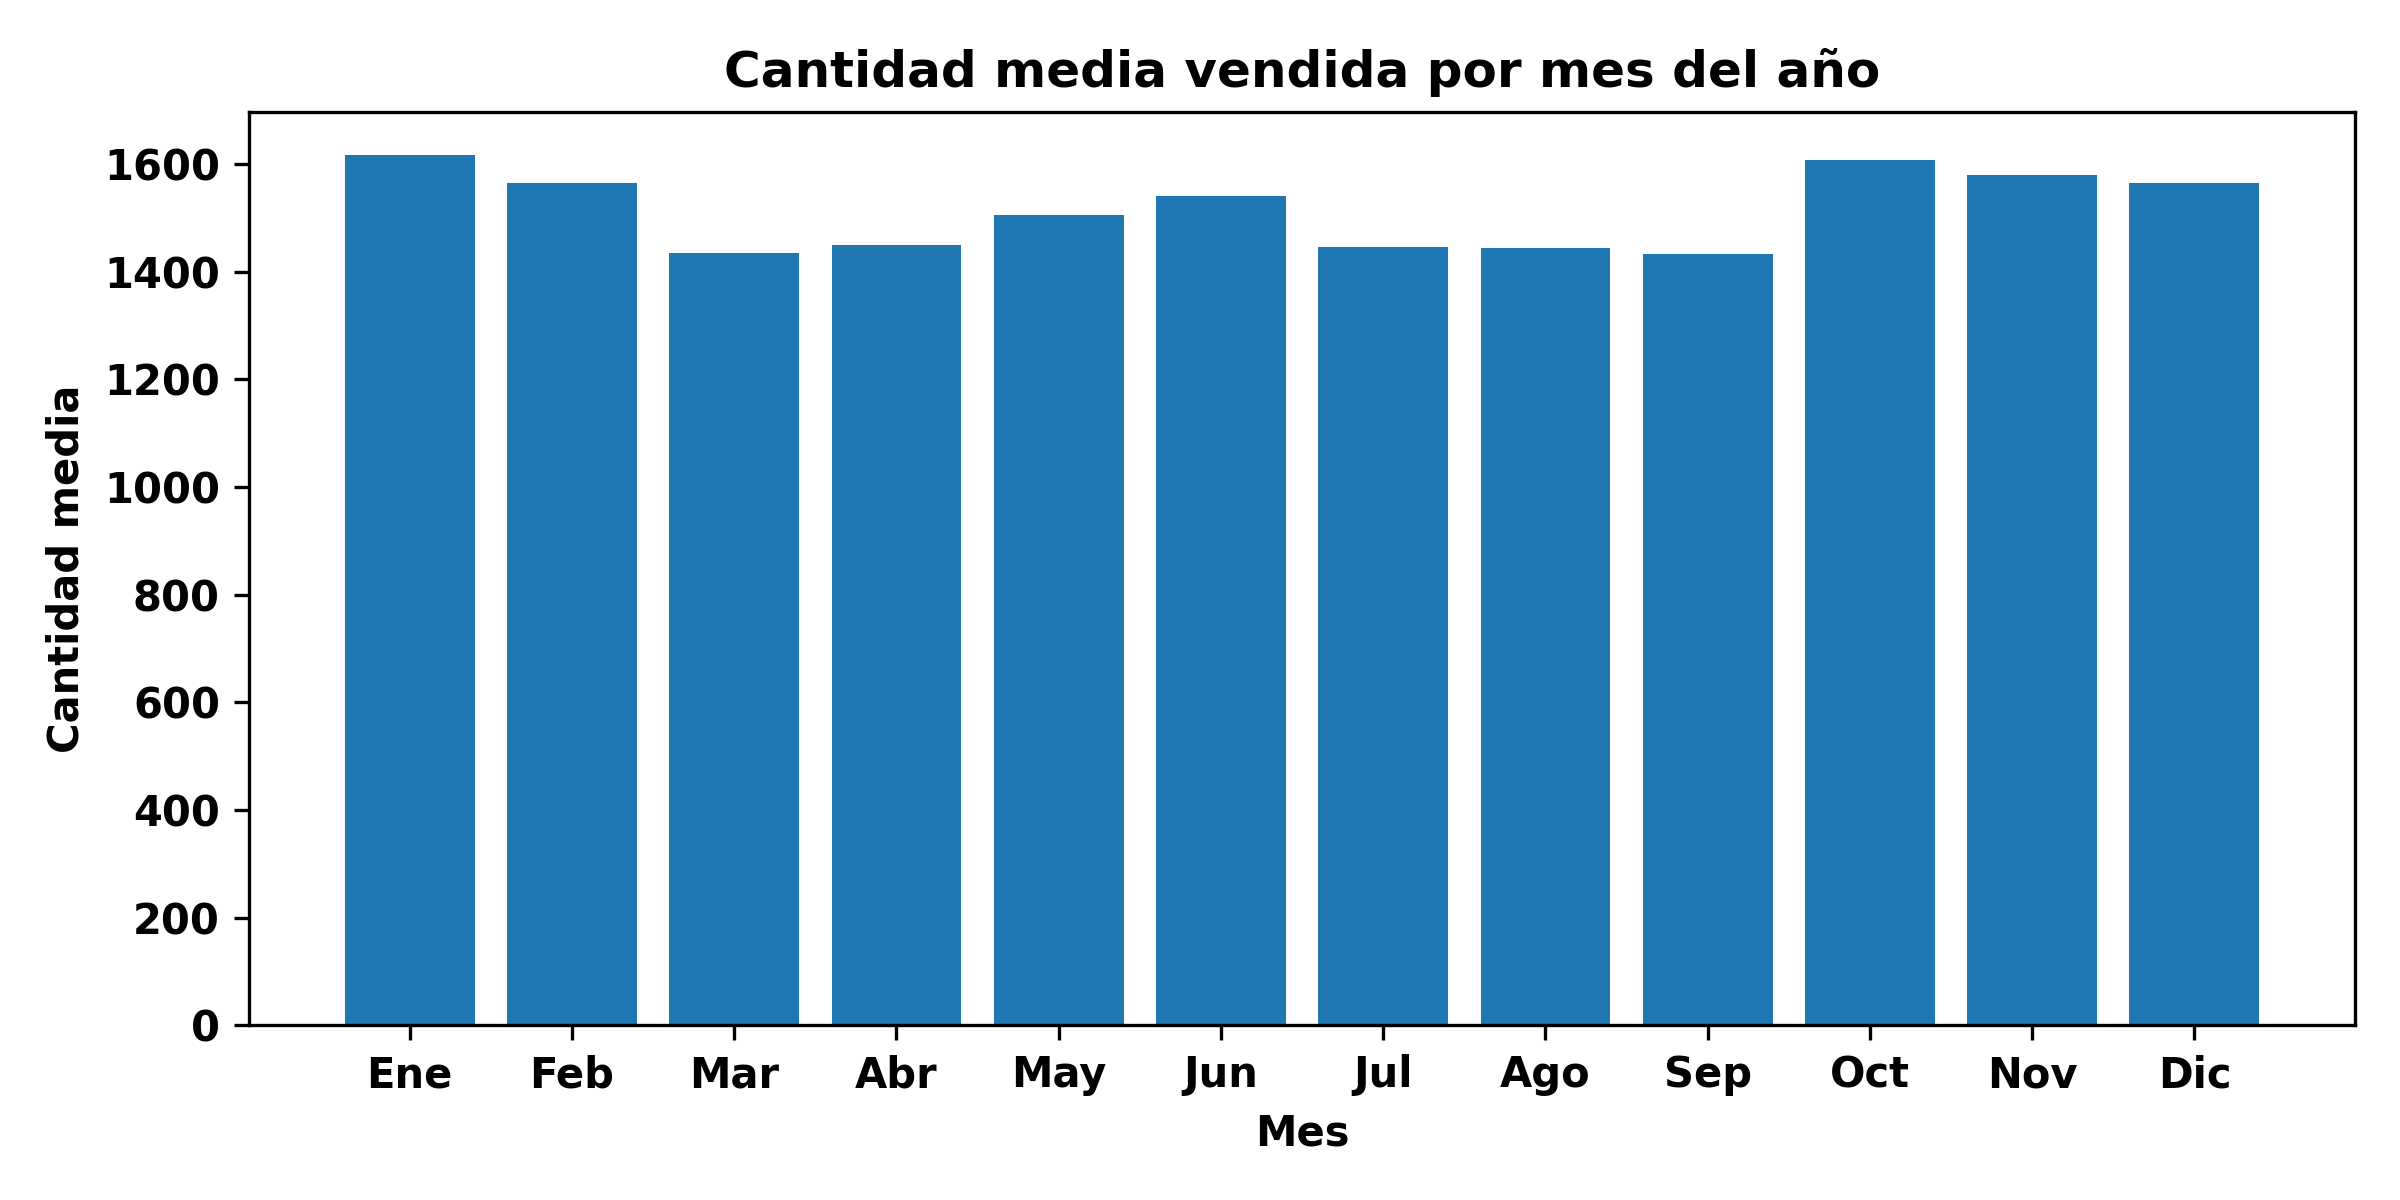 Cantidad media vendida por mes del año
1600
1400
1200
1000
800
600
400
200
0
Cantidad media
Ene Feb Mar Abr May Jun Jul Ago Sep Oct Nov Dic
Mes